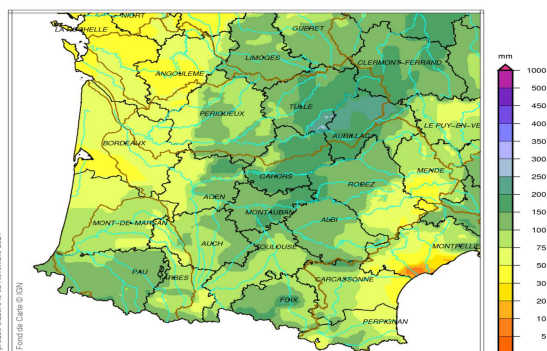 NIORT
GUERET
LA ROCHELLE
LIMOGES
CLERMONT-FERRAND
ANGOULEME
TULLE
PERIGUEUX
LE PUY-EN-VE
AURILLAC
BORDEAUX
MENDE
CAHORS
RODEZ
AGEN
MONTAUBAN
ALBI
MONT-DE-MARSAN
AUCH
TOULOUSE
MONTPELLIE
PAU
TARBES
CARCASSONNE
FOIX
PERPIGNAN
Fond de Carte © IGN
mm
1000
500
450
400
350
300
250
200
150
100
75
50
30
20
10
5